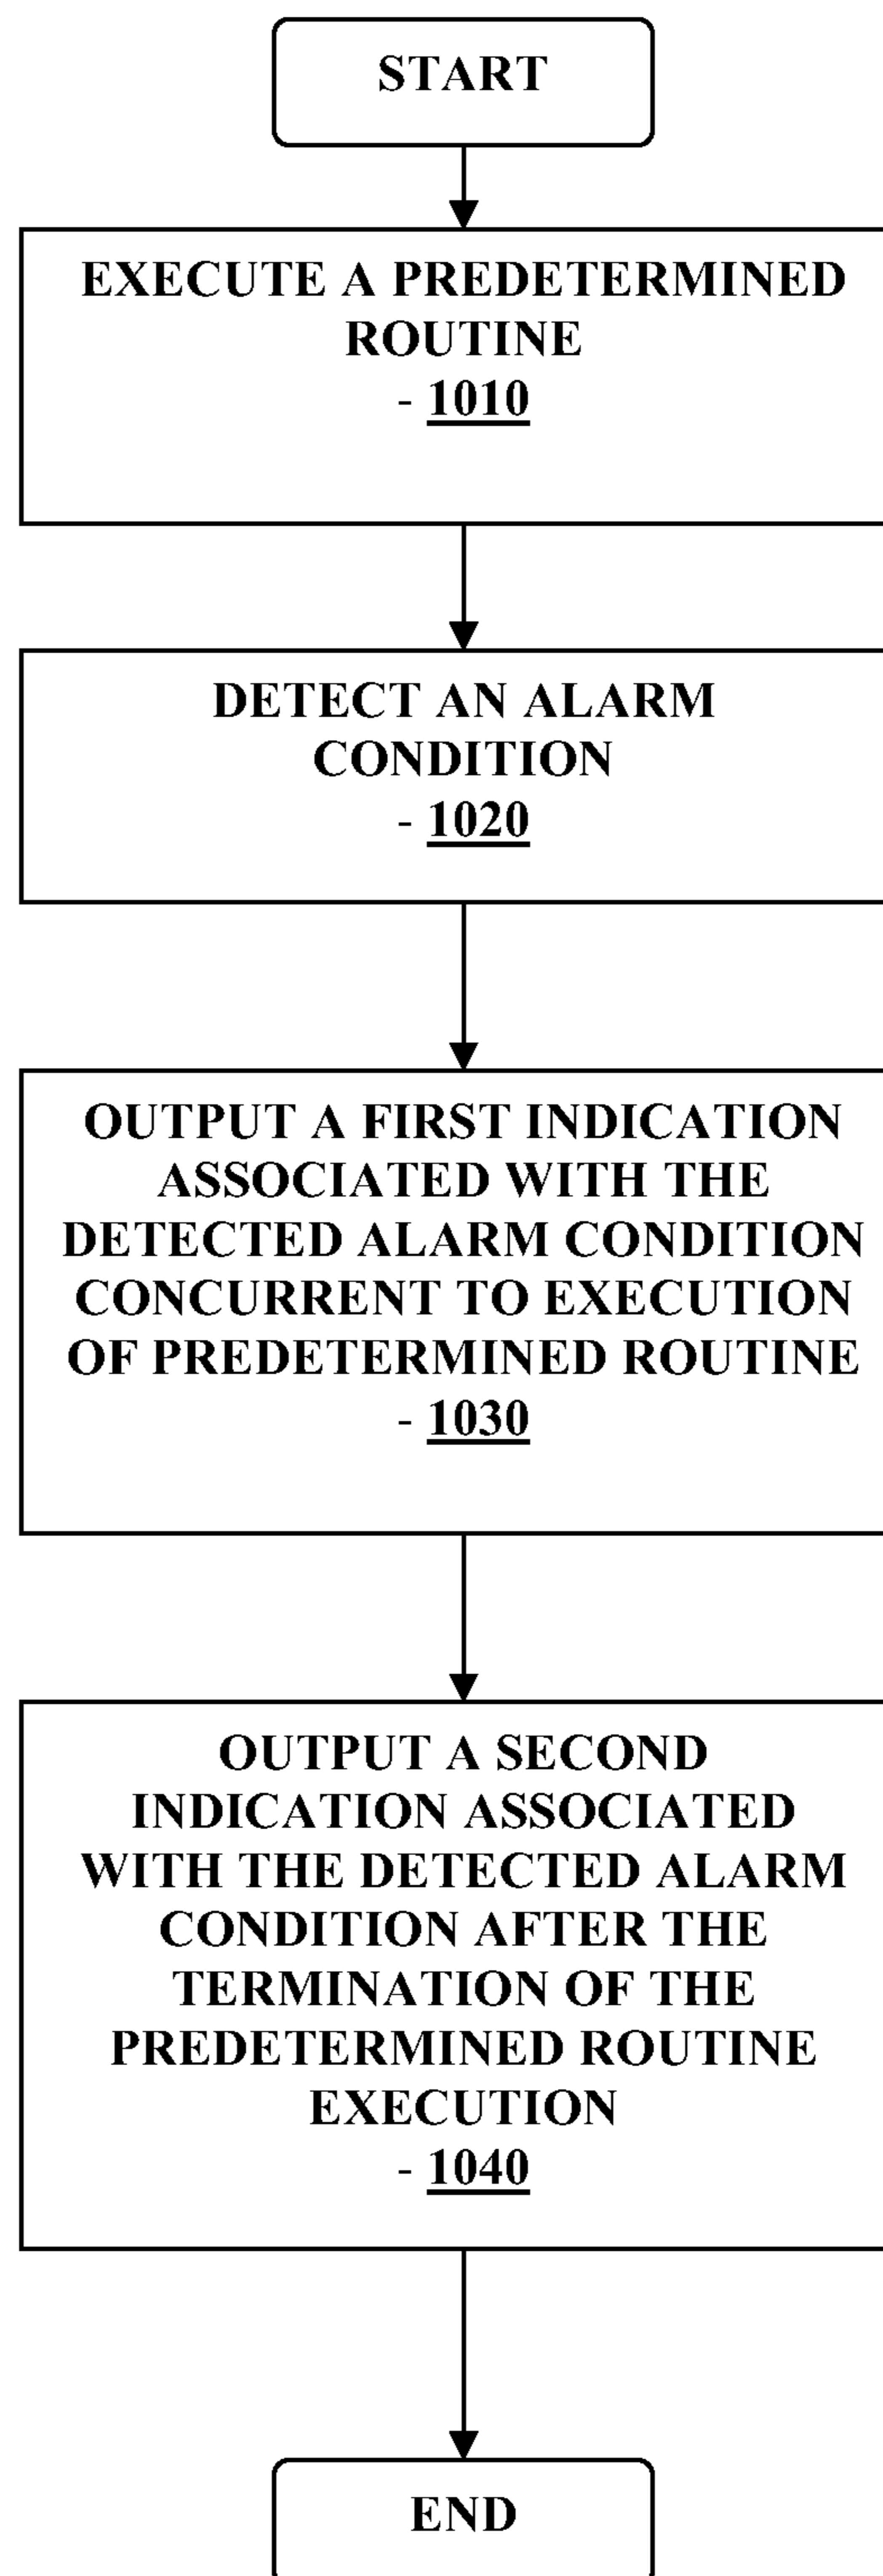 START
EXECUTE A PREDETERMINED
ROUTINE
- 1010
DETECT AN ALARM
CONDITION
- 1020
OUTPUT A FIRST INDICATION
ASSOCIATED WITH THE
DETECTED ALARM CONDITION
CONCURRENT TO EXECUTION
OF PREDETERMINED ROUTINE
- 1030
OUTPUT A SECOND
INDICATION ASSOCIATED
WITH THE DETECTED ALARM
CONDITION AFTER THE
TERMINATION OF THE
PREDETERMINED ROUTINE
EXECUTION
- 1040
END